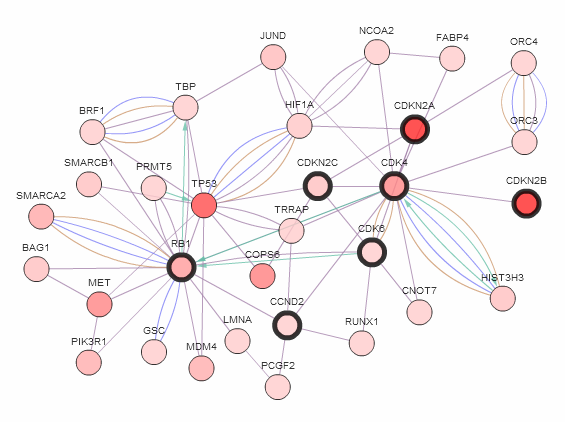 JUND
NCOA2
FABP4
ORC4
TBP
BRF1
HIF1A
CDKN2A
ORC3
SMARCB1
PRMT5
TP53
CDKN2C
CDK4
CDKN2B
SMARCA2
TRRAP
RB1
CDK6
BAG1
COPS6
MET
HIST3H3
CNOT7
PIK3R1
GSC
MDM4
LMNA
CCND2
RUNX1
PCGF2